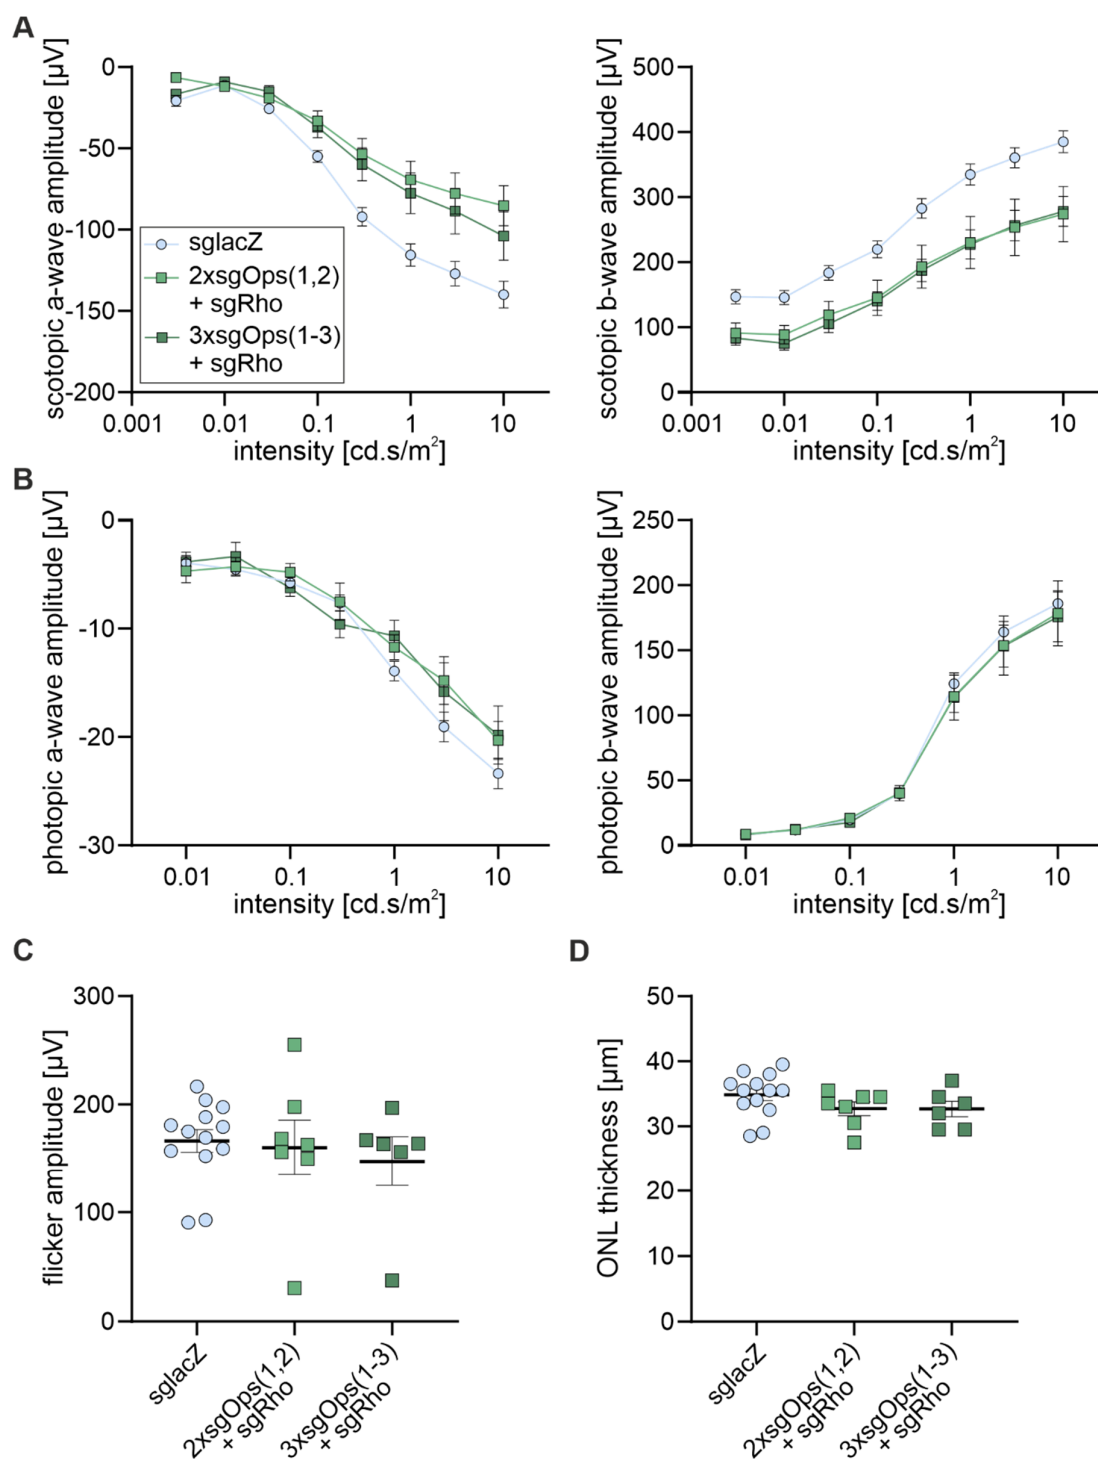 A
scotopic a-wave amplitude [µV]
0
-50
-100
-150
-200
sglacZ
2xsgOps(1,2)
+ sgRho
3xsgOps(1-3)
+ sgRho
0.001
0.01
0.1
1
10
intensity [cd.s/m²]
scotopic b-wave amplitude [µV]
500
400
300
200
100
0
0.001
0.01
0.1
1
10
intensity [cd.s/m²]
B
photopic a-wave amplitude [µV]
0
-10
-20
-30
0.01
0.1
1
10
intensity [cd.s/m²]
photopic b-wave amplitude [µV]
250
200
150
100
50
0
0.01
0.1
1
10
intensity [cd.s/m²]
C
flicker amplitude [µV]
300
200
100
0
sglacZ
2xsgOps(1,2)
+ sgRho
3xsgOps(1-3)
+ sgRho
D
ONL thickness [µm]
50
40
30
20
10
0
sglacZ
2xsgOps(1,2)
+ sgRho
3xsgOps(1-3)
+ sgRho